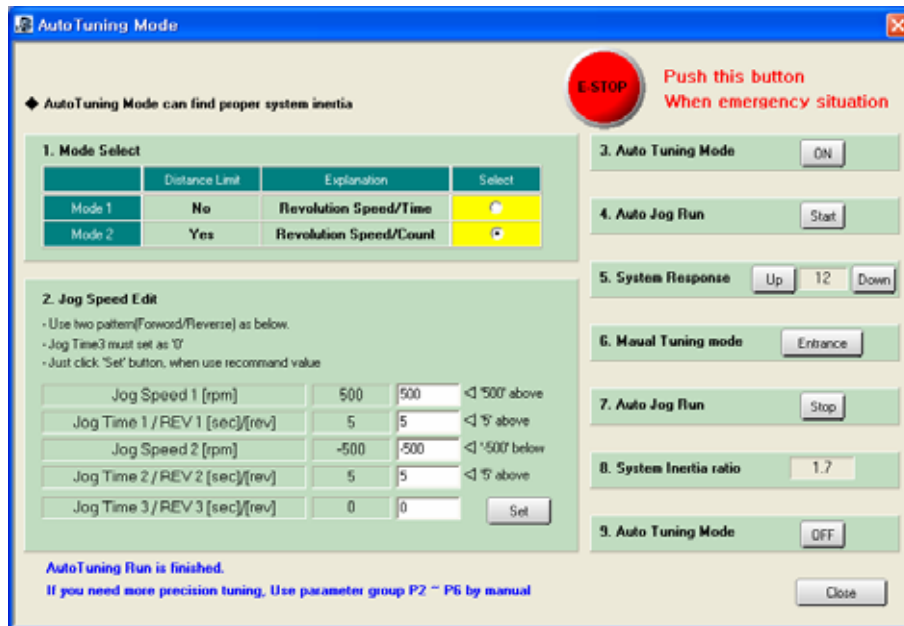 AutoTuning Mode
E-STOP
Push this button
When emergency situation
◆ AutoTuning Mode can find proper system inertia
1. Mode Select
Distance Limit Explanation Select
Mode 1 No Revolution Speed/Time
Mode 2 Yes Revolution Speed/Count
2. Jog Speed Edit
- Use two pattern(Forword/Reverse) as below.
- Jog Time3 must set as '0'
- Just click 'Set' button, when use recommand value
Jog Speed 1 [rpm] 500 500 ◁ '500' above
Jog Time 1 / REV 1 [sec]/[rev] 5 5 ◁ '5' above
Jog Speed 2 [rpm] -500 -500 ◁ '-500' below
Jog Time 2 / REV 2 [sec]/[rev] 5 5 ◁ '5' above
Jog Time 3 / REV 3 [sec]/[rev] 0 0 Set
AutoTuning Run is finished.
If you need more precision tuning, Use parameter group P2 ~ P6 by manual
3. Auto Tuning Mode ON
4. Auto Jog Run Start
5. System Response Up 12 Down
6. Maual Tuning mode Entrance
7. Auto Jog Run Stop
8. System Inertia ratio 1.7
9. Auto Tuning Mode OFF
Close